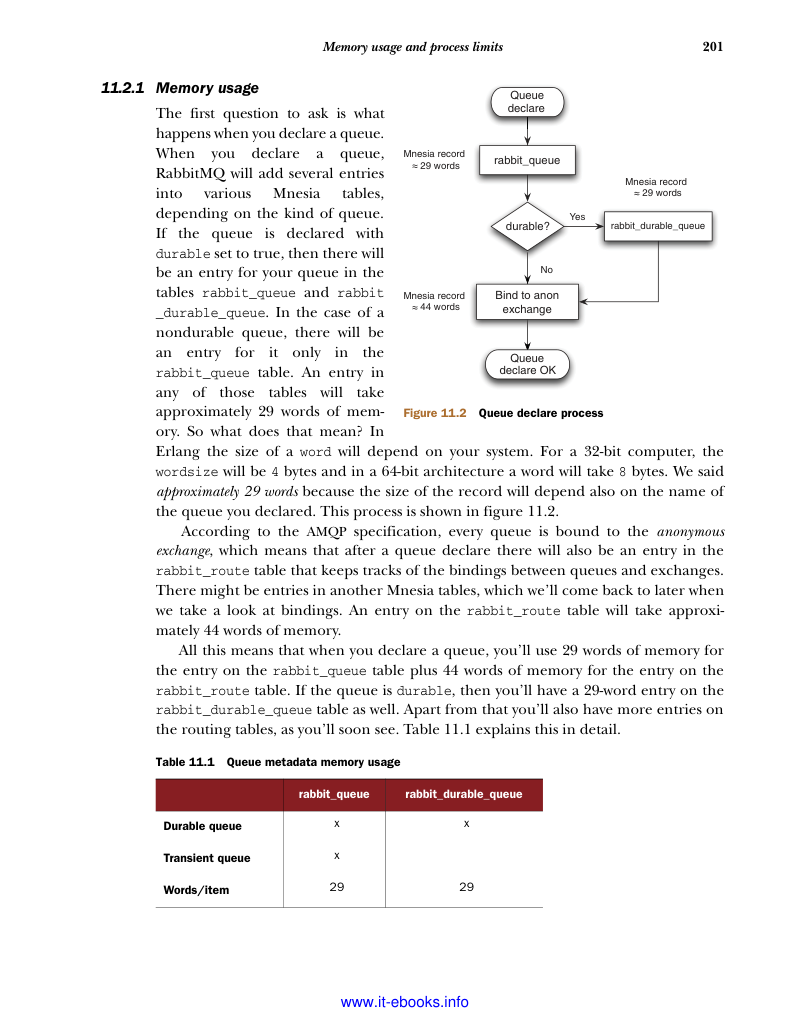 Memory usage and process limits 201
11.2.1 Memory usage
The first question to ask is what
happens when you declare a queue.
When you declare a queue,
RabbitMQ will add several entries
into various Mnesia tables,
depending on the kind of queue.
If the queue is declared with
durable set to true, then there will
be an entry for your queue in the
tables rabbit_queue and rabbit
_durable_queue. In the case of a
nondurable queue, there will be
an entry for it only in the
rabbit_queue table. An entry in
any of those tables will take
approximately 29 words of mem-
ory. So what does that mean? In
Queue
declare
Mnesia record
≈ 29 words
rabbit_queue
Mnesia record
≈ 29 words
durable?
Yes
rabbit_durable_queue
No
Mnesia record
≈ 44 words
Bind to anon
exchange
Queue
declare OK
Figure 11.2 Queue declare process
Erlang the size of a word will depend on your system. For a 32-bit computer, the
wordsize will be 4 bytes and in a 64-bit architecture a word will take 8 bytes. We said
approximately 29 words because the size of the record will depend also on the name of
the queue you declared. This process is shown in figure 11.2.
According to the AMQP specification, every queue is bound to the anonymous
exchange, which means that after a queue declare there will also be an entry in the
rabbit_route table that keeps tracks of the bindings between queues and exchanges.
There might be entries in another Mnesia tables, which we'll come back to later when
we take a look at bindings. An entry on the rabbit_route table will take approxi-
mately 44 words of memory.
All this means that when you declare a queue, you'll use 29 words of memory for
the entry on the rabbit_queue table plus 44 words of memory for the entry on the
rabbit_route table. If the queue is durable, then you'll have a 29-word entry on the
rabbit_durable_queue table as well. Apart from that you'll also have more entries on
the routing tables, as you'll soon see. Table 11.1 explains this in detail.
Table 11.1 Queue metadata memory usage
rabbit_queue rabbit_durable_queue
Durable queue x x
Transient queue x
Words/item 29 29
www.it-ebooks.info